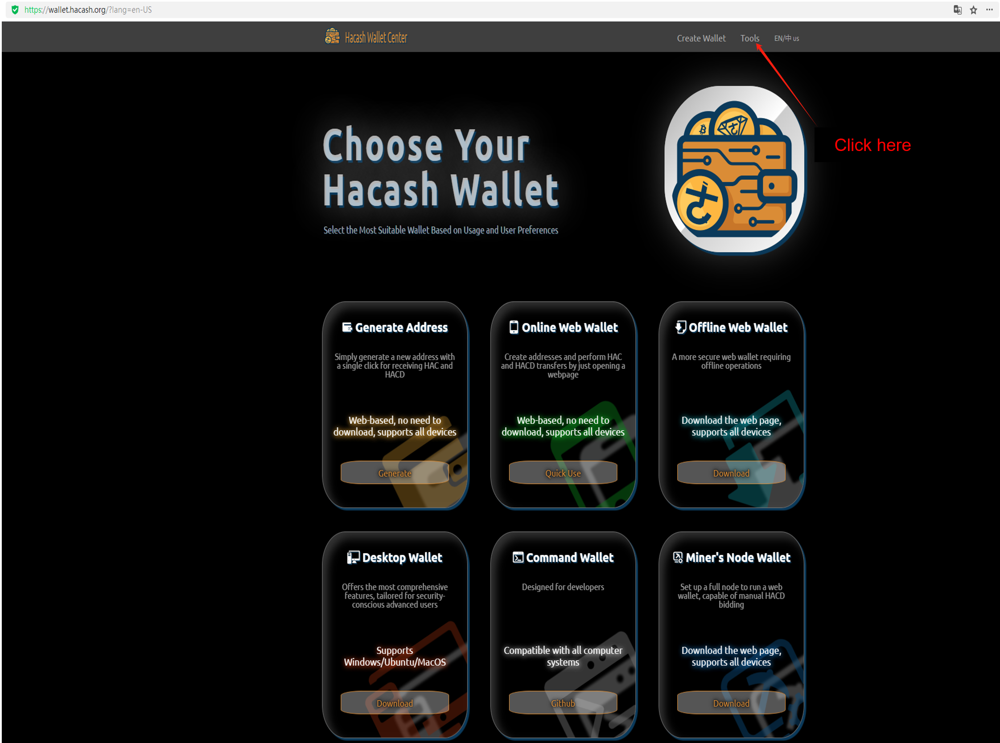 https://wallet.hacash.org/?lang=en-US
Hacash Wallet Center
Create Wallet
Tools
EN/中 us
Click here
Choose Your
Hacash Wallet
Select the Most Suitable Wallet Based on Usage and User Preferences
Generate Address
Simply generate a new address with
a single click for receiving HAC and
HACD
Web-based, no need to
download, supports all devices
Generate
Online Web Wallet
Create addresses and perform HAC
and HACD transfers by just opening a
webpage
Web-based, no need to
download, supports all devices
Quick Use
Offline Web Wallet
A more secure web wallet requiring
offline operations
Download the web page,
supports all devices
Download
Desktop Wallet
Offers the most comprehensive
features, tailored for security-
conscious advanced users
Supports
Windows/Ubuntu/MacOS
Download
Command Wallet
Designed for developers
Compatible with all computer
systems
Github
Miner's Node Wallet
Set up a full node to run a web
wallet, capable of manual HACD
bidding
Download the web page,
supports all devices
Download